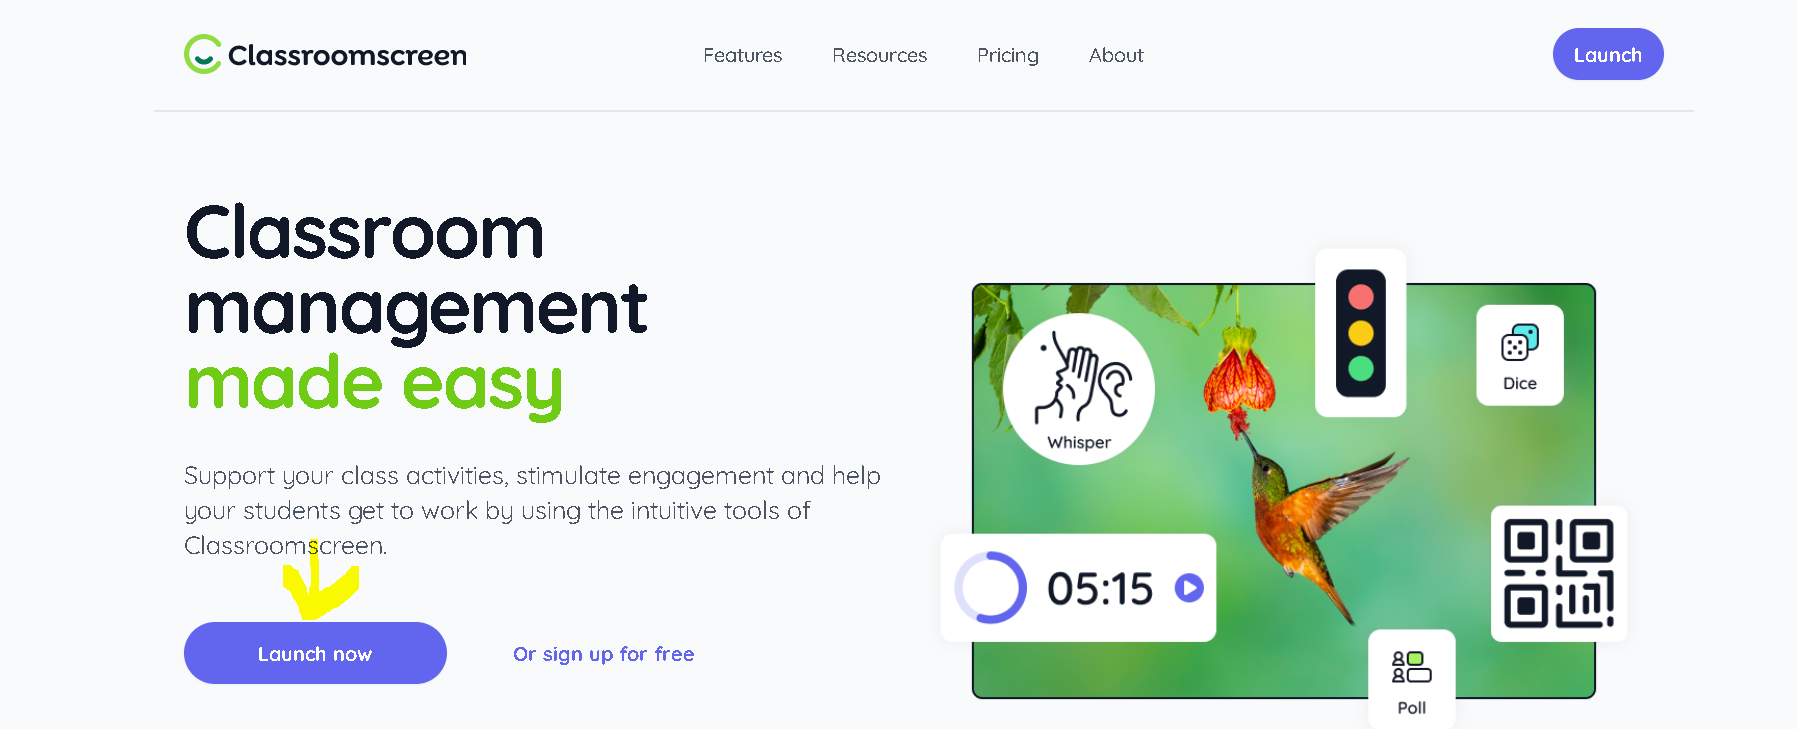 Classroomscreen
Features
Resources
Pricing
About
Launch
Classroom
management
made easy
Support your class activities, stimulate engagement and help
your students get to work by using the intuitive tools of
Classroomscreen.
Launch now
Or sign up for free
Whisper
Dice
05:15
Poll